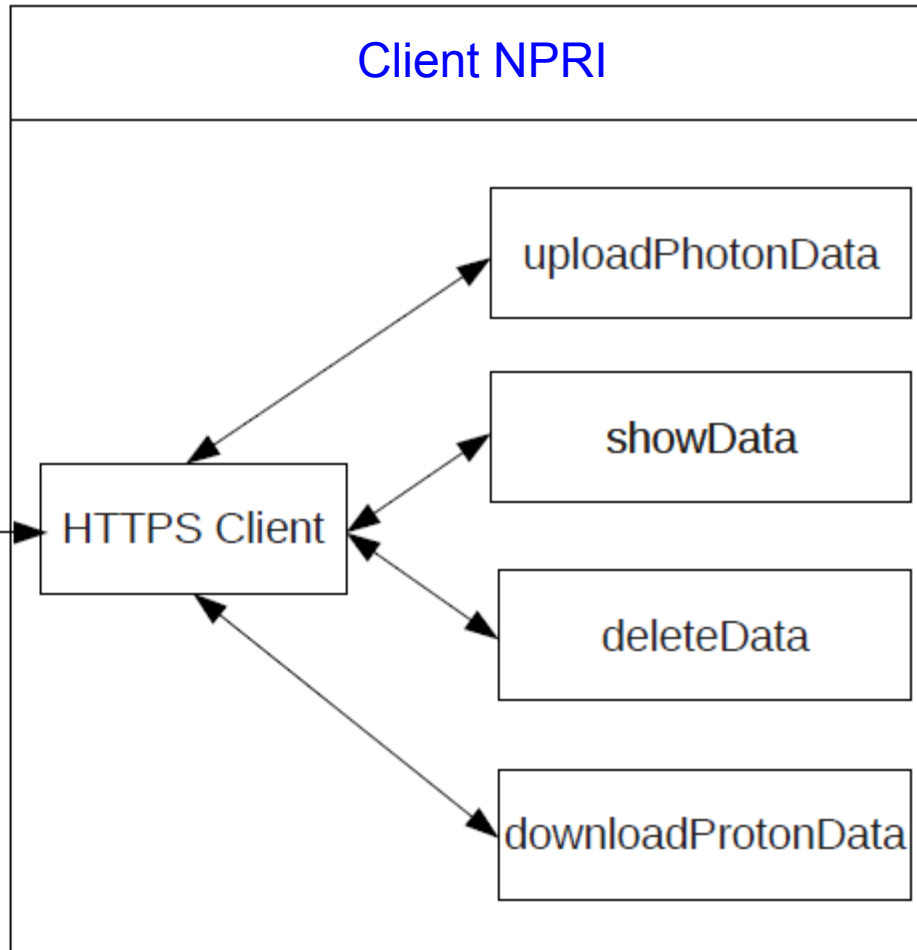 Client NPRI
uploadPhotonData
showData
HTTPS Client
deleteData
downloadProtonData